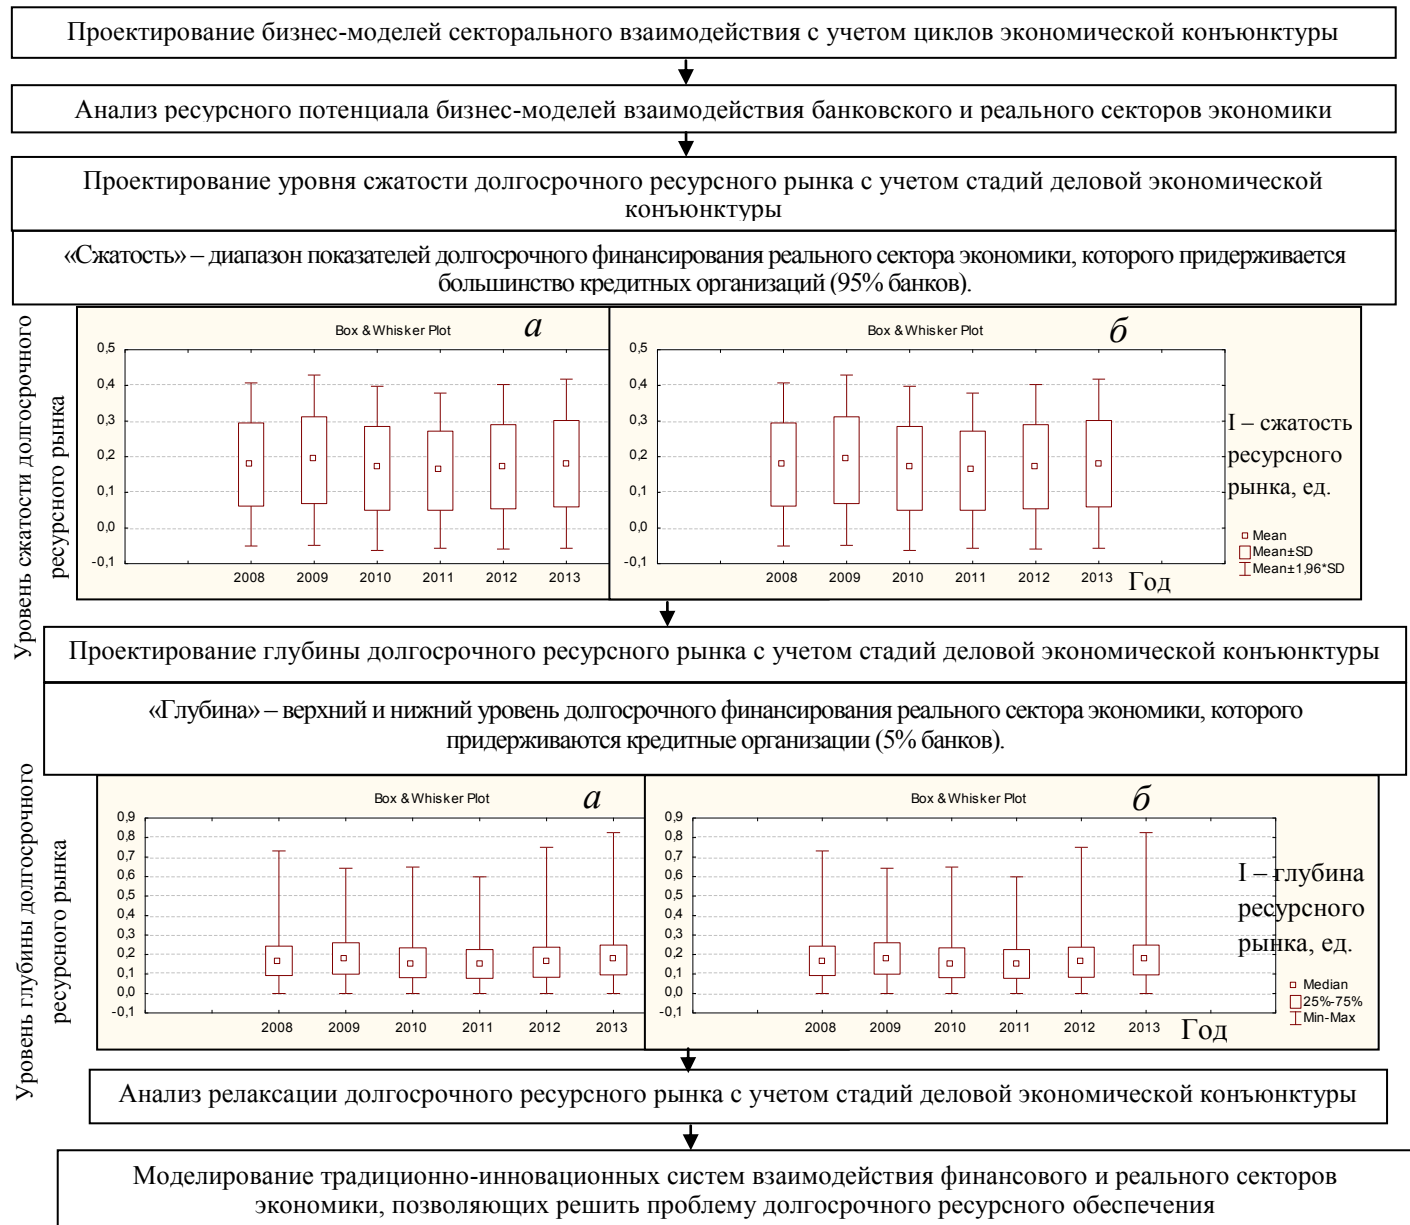 Проектирование бизнес-моделей секторального взаимодействия с учетом циклов экономической конъюнктуры
Анализ ресурсного потенциала бизнес-моделей взаимодействия банковского и реального секторов экономики
Проектирование уровня сжатости долгосрочного ресурсного рынка с учетом стадий деловой экономической
конъюнктуры
«Сжатость» – диапазон показателей долгосрочного финансирования реального сектора экономики, которого придерживается
большинство кредитных организаций (95% банков).
Уровень сжатости долгосрочного
ресурсного рынка
Box & Whisker Plot
а
0,5
0,4
0,3
0,2
0,1
0,0
-0,1
2008 2009 2010 2011 2012 2013
Box & Whisker Plot
б
0,5
0,4
0,3
0,2
0,1
0,0
-0,1
2008 2009 2010 2011 2012 2013
Год
I – сжатость
ресурсного
рынка, ед.
Mean
Mean±SD
Mean±1,96*SD
Проектирование глубины долгосрочного ресурсного рынка с учетом стадий деловой экономической конъюнктуры
«Глубина» – верхний и нижний уровень долгосрочного финансирования реального сектора экономики, которого
придерживаются кредитные организации (5% банков).
Уровень глубины долгосрочного
ресурсного рынка
Box & Whisker Plot
а
0,9
0,8
0,7
0,6
0,5
0,4
0,3
0,2
0,1
0,0
-0,1
2008 2009 2010 2011 2012 2013
Box & Whisker Plot
б
0,9
0,8
0,7
0,6
0,5
0,4
0,3
0,2
0,1
0,0
-0,1
2008 2009 2010 2011 2012 2013
Год
I – глубина
ресурсного
рынка, ед.
Median
25%-75%
Min-Max
Анализ релаксации долгосрочного ресурсного рынка с учетом стадий деловой экономической конъюнктуры
Моделирование традиционно-инновационных систем взаимодействия финансового и реального секторов
экономики, позволяющих решить проблему долгосрочного ресурсного обеспечения